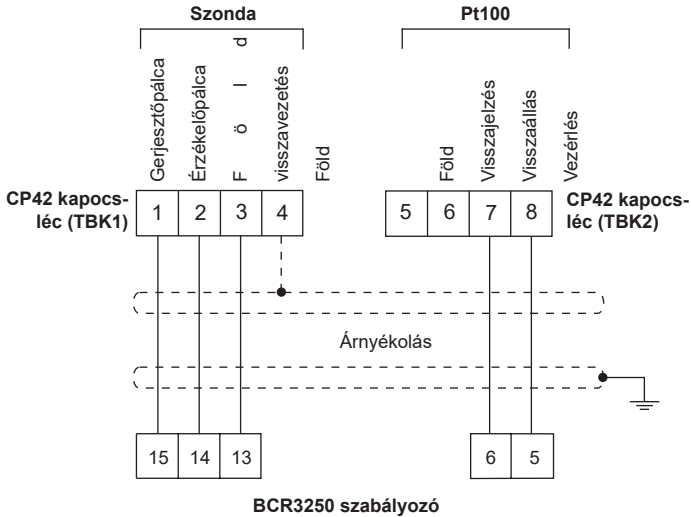 Szonda
Pt100
Gerjesztőpálca
Érzékelőpálca
Föld
visszavezetés
Föld
Föld
Visszajelzés
Visszaállás
Vezérlés
CP42 kapocs-
léc (TBK1)
1 2 3 4
5 6 7 8
CP42 kapocs-
léc (TBK2)
Árnyékolás
15 14 13
6 5
BCR3250 szabályozó